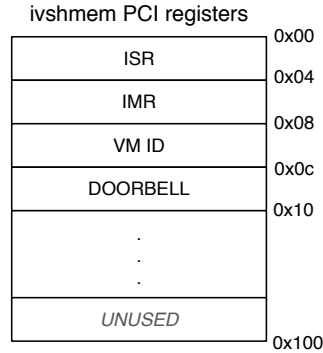 ivshmem PCI registers
0x00
ISR
0x04
IMR
0x08
VM ID
0x0c
DOORBELL
0x10
.
.
.
UNUSED
0x100